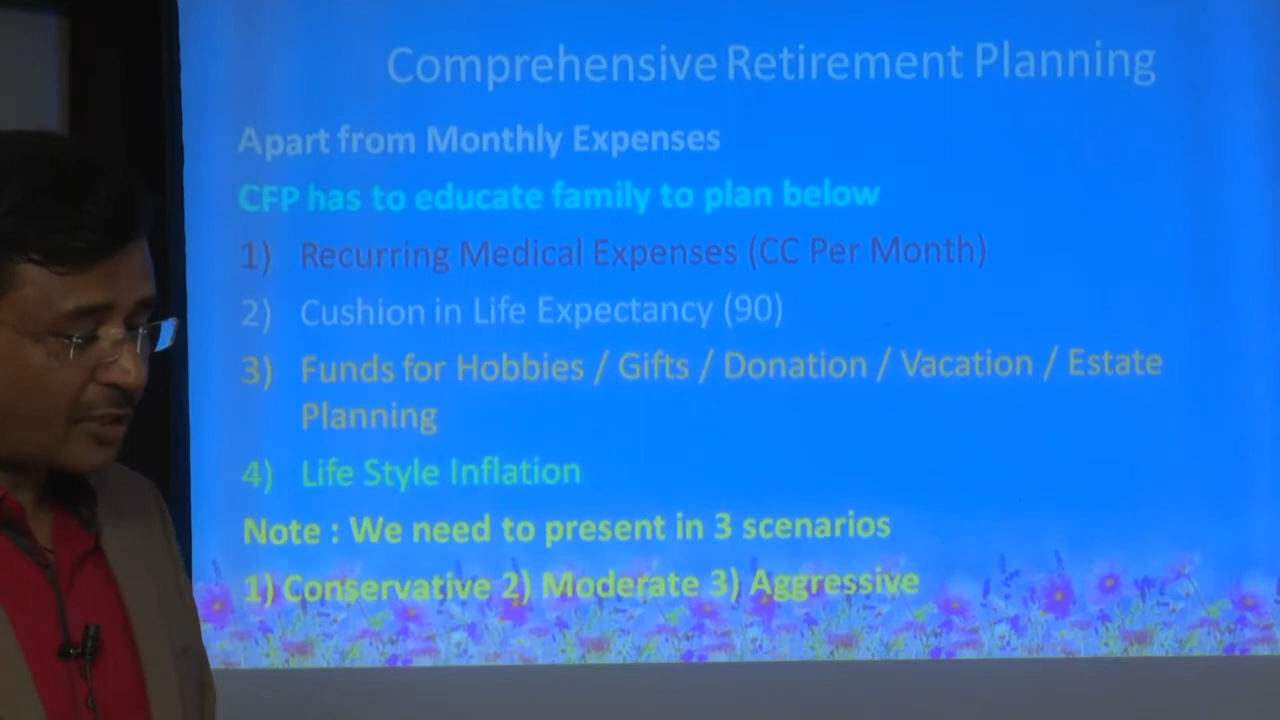 Comprehensive Retirement Planning
Apart from Monthly Expenses
CFP has to educate family to plan below
1) Recurring Medical Expenses (CC Per Month)
2) Cushion in Life Expectancy (90)
3) Funds for Hobbies / Gifts / Donation / Vacation / Estate
Planning
4) Life Style Inflation
Note : We need to present in 3 scenarios
1) Conservative 2) Moderate 3) Aggressive